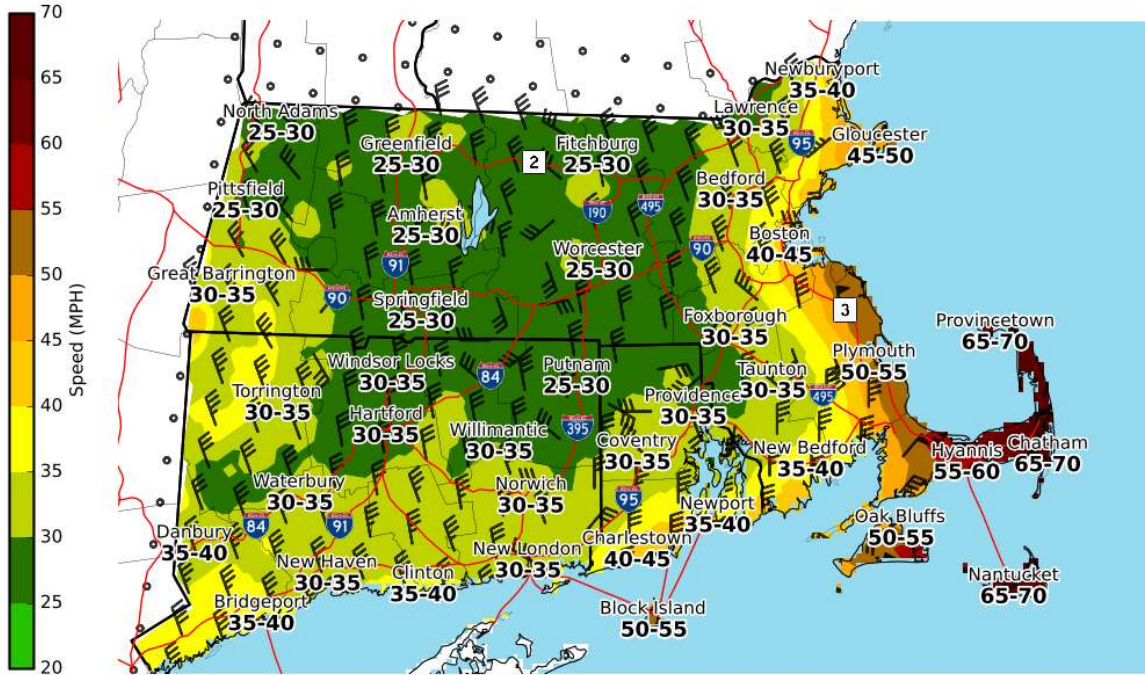 70
65
60
55
50
45
40
35
30
25
20
Speed (MPH)
Newburyport
35-40
North Adams
25-30
Lawrence
30-35
95
Gloucester
45-50
Greenfield
25-30
2
Fitchburg
25-30
Bedford
30-35
Pittsfield
25-30
190
495
Amherst
25-30
Boston
40-45
Worcester
25-30
90
Great Barrington
30-35
91
90
Springfield
25-30
Foxborough
30-35
3
Provincetown
65-70
Windsor Locks
30-35
84
Putnam
25-30
Taunton
30-35
Plymouth
50-55
Torrington
30-35
Providence
30-35
495
Hartford
30-35
Willimantic
30-35
395
Coventry
30-35
New Bedford
35-40
Hyannis
55-60
Chatham
65-70
Waterbury
30-35
Norwich
30-35
95
Newport
35-40
Oak Bluffs
50-55
Danbury
35-40
84
91
New Haven
30-35
Clinton
35-40
New London
30-35
Charlestown
40-45
Nantucket
65-70
Bridgeport
35-40
Block Island
50-55